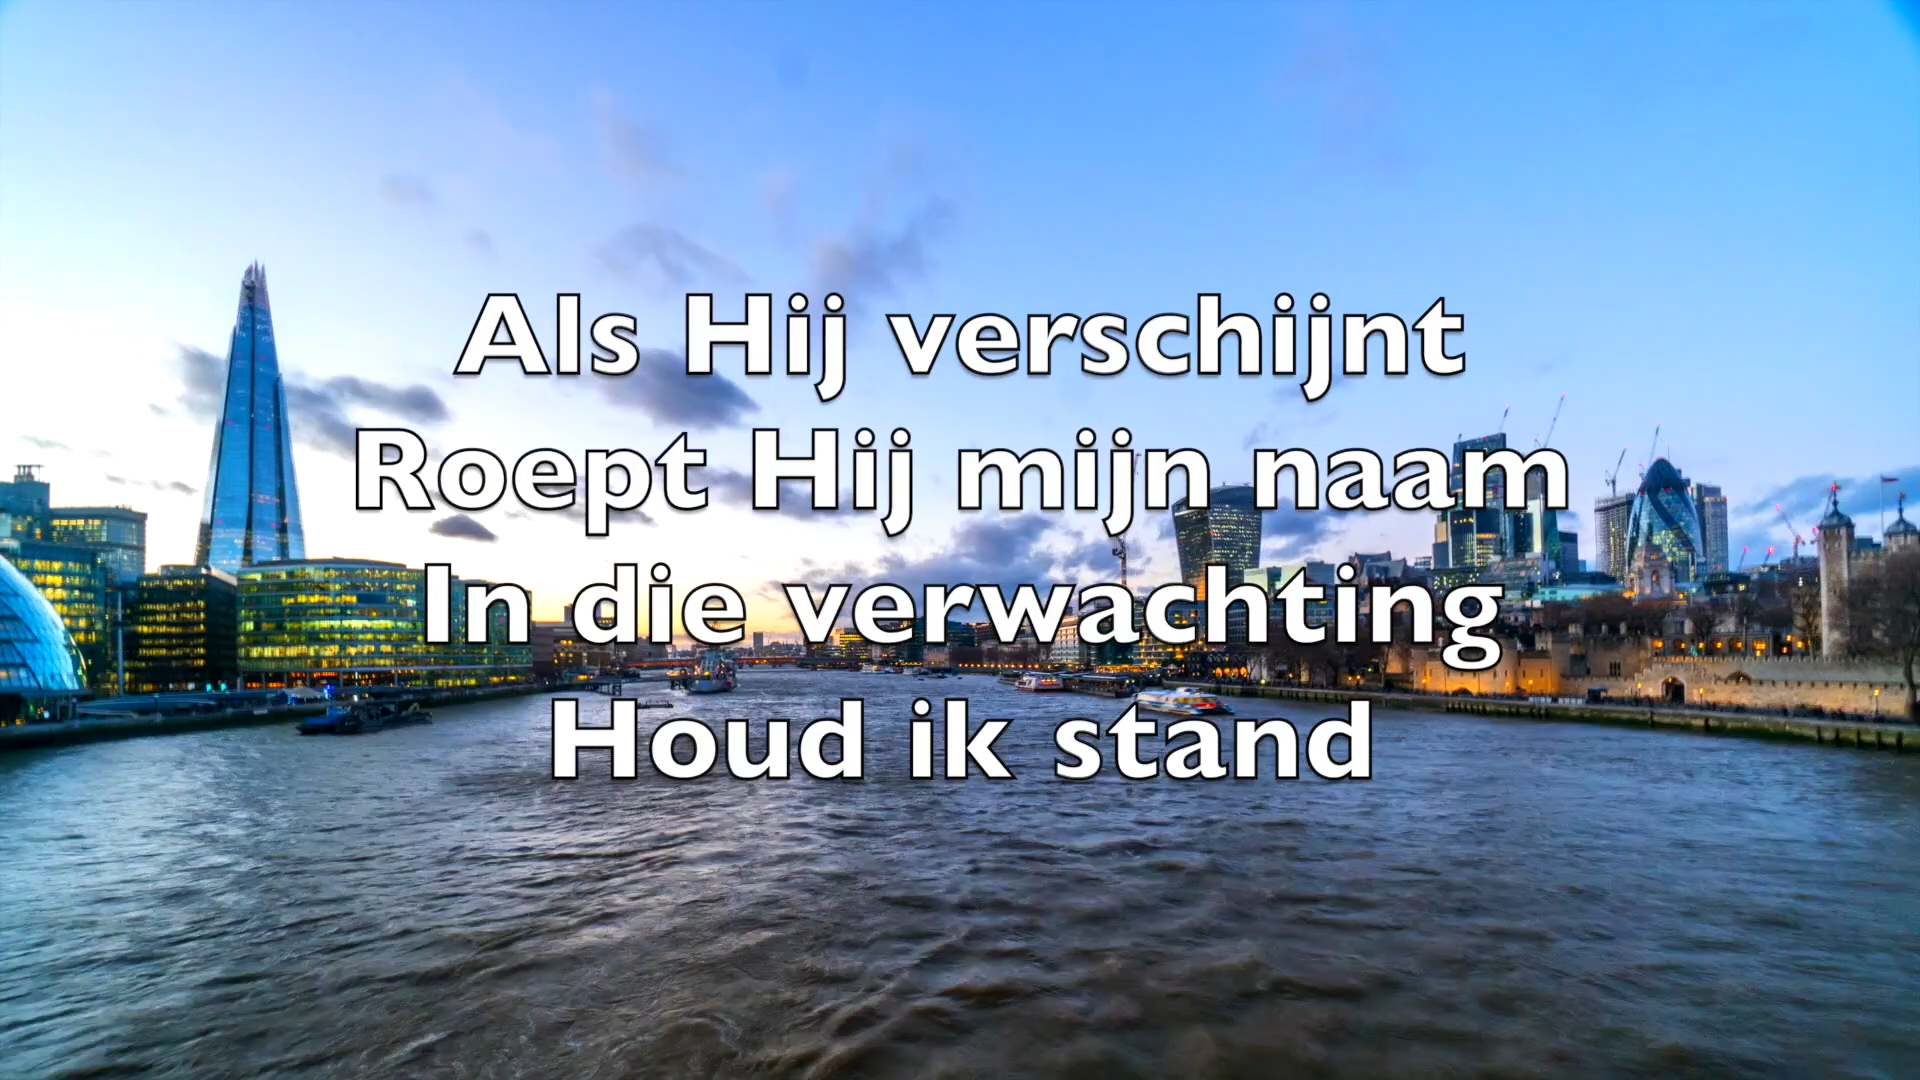 Als Hij verschijnt
Roept Hij mijn naam
In die verwachting
Houd ik stand